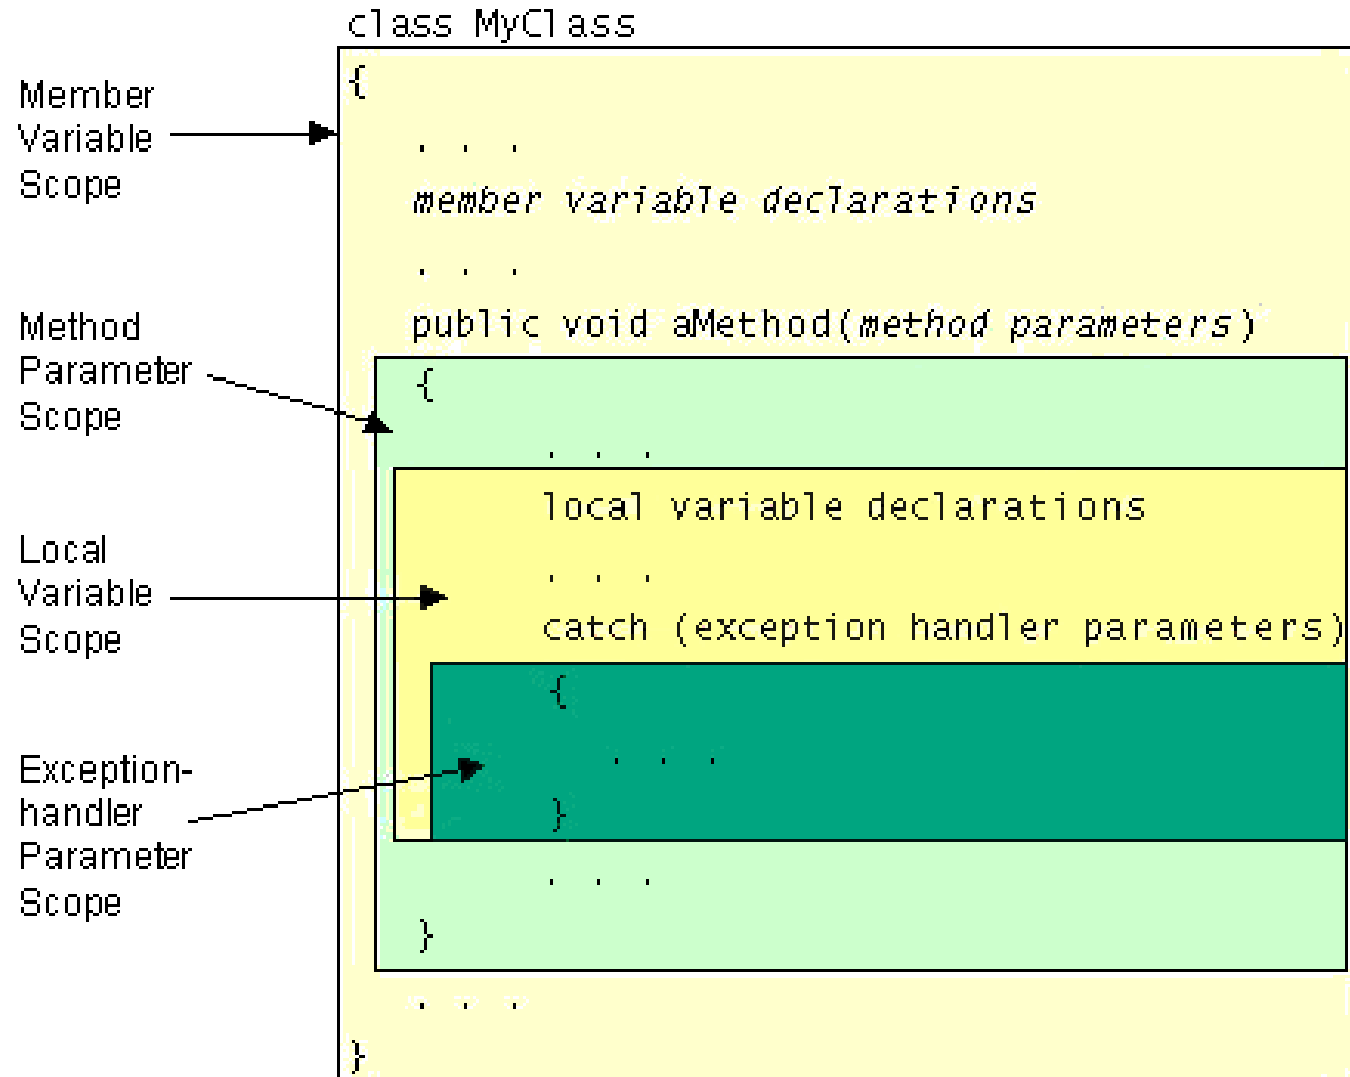 class MyClass
{
. . .
member variable declarations
. . .
public void aMethod(method parameters)
{
. . .
local variable declarations
. . .
catch (exception handler parameters)
{
. . .
}
. . .
}
. . .
}
Member
Variable
Scope
Method
Parameter
Scope
Local
Variable
Scope
Exception-
handler
Parameter
Scope